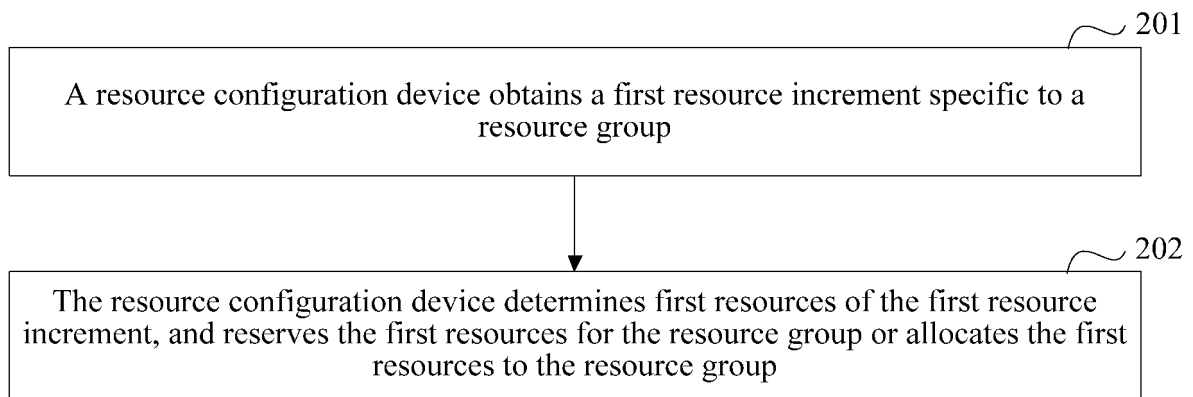 201
A resource configuration device obtains a first resource increment specific to a
resource group
202
The resource configuration device determines first resources of the first resource
increment, and reserves the first resources for the resource group or allocates the first
resources to the resource group